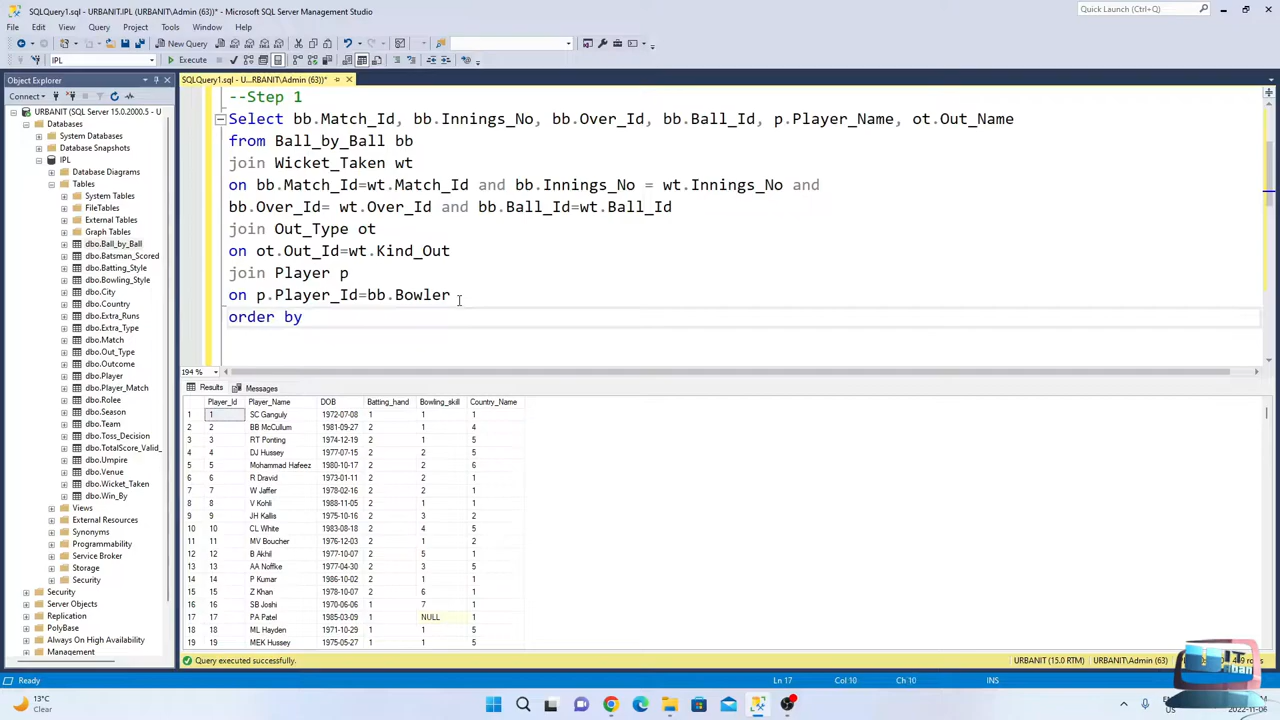 SQLQuery1.sql - URBANIT.IPL (URBANIT\Admin (63))* - Microsoft SQL Server Management Studio
Quick Launch (Ctrl+Q)
File Edit View Query Project Tools Window Help
New Query
IPL Execute
Object Explorer
SQLQuery1.sql - U...RBANIT\Admin (63))*
Connect
URBANIT (SQL Server 15.0.2000.5 - U
Databases
System Databases
Database Snapshots
IPL
Database Diagrams
Tables
System Tables
FileTables
External Tables
Graph Tables
dbo.Ball_by_Ball
dbo.Batsman_Scored
dbo.Batting_Style
dbo.Bowling_Style
dbo.City
dbo.Country
dbo.Extra_Runs
dbo.Extra_Type
dbo.Match
dbo.Out_Type
dbo.Outcome
dbo.Player
dbo.Player_Match
dbo.Rolee
dbo.Season
dbo.Team
dbo.Toss_Decision
dbo.TotalScore_Valid_
dbo.Umpire
dbo.Venue
dbo.Wicket_Taken
dbo.Win_By
Views
External Resources
Synonyms
Programmability
Service Broker
Storage
Security
Security
Server Objects
Replication
PolyBase
Always On High Availability
Management
--Step 1
Select bb.Match_Id, bb.Innings_No, bb.Over_Id, bb.Ball_Id, p.Player_Name, ot.Out_Name
from Ball_by_Ball bb
join Wicket_Taken wt
on bb.Match_Id=wt.Match_Id and bb.Innings_No = wt.Innings_No and
bb.Over_Id= wt.Over_Id and bb.Ball_Id=wt.Ball_Id
join Out_Type ot
on ot.Out_Id=wt.Kind_Out
join Player p
on p.Player_Id=bb.Bowler
order by
194 %
Results Messages
Player_Id Player_Name DOB Batting_hand Bowling_skill Country_Name
1 1 SC Ganguly 1972-07-08 1 1 1
2 2 BB McCullum 1981-09-27 2 1 4
3 3 RT Ponting 1974-12-19 2 1 5
4 4 DJ Hussey 1977-07-15 2 2 5
5 5 Mohammad Hafeez 1980-10-17 2 2 6
6 6 R Dravid 1973-01-11 2 2 1
7 7 W Jaffer 1978-02-16 2 2 1
8 8 V Kohli 1988-11-05 2 1 1
9 9 JH Kallis 1975-10-16 2 3 2
10 10 CL White 1983-08-18 2 4 5
11 11 MV Boucher 1976-12-03 2 1 2
12 12 B Akhil 1977-10-07 2 5 1
13 13 AA Noffke 1977-04-30 2 3 5
14 14 P Kumar 1986-10-02 2 1 1
15 15 Z Khan 1978-10-07 2 6 1
16 16 SB Joshi 1970-06-06 1 7 1
17 17 PA Patel 1985-03-09 1 NULL 1
18 18 ML Hayden 1971-10-29 1 1 5
19 19 MEK Hussey 1975-05-27 1 1 5
Query executed successfully.
URBANIT (15.0 RTM) URBANIT\Admin (63) rows
Ready Ln 17 Col 10 Ch 10 INS
13°C
Clear
2022-11-06